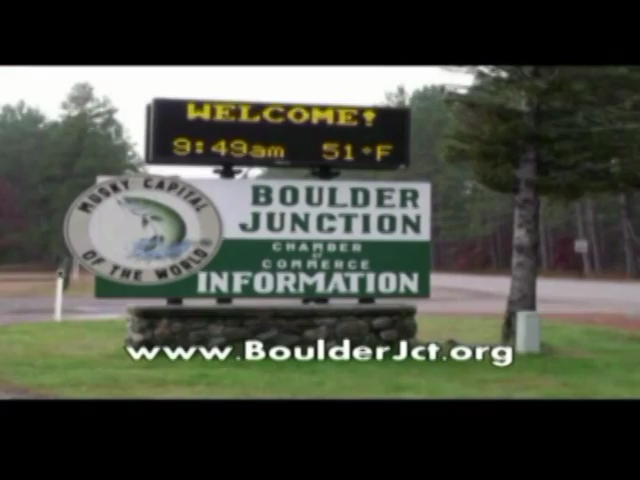 WELCOME!
9:49am 51°F
MUSKY CAPITAL
OF THE WORLD
®
BOULDER
JUNCTION
CHAMBER
OF
COMMERCE
INFORMATION
www.BoulderJct.org